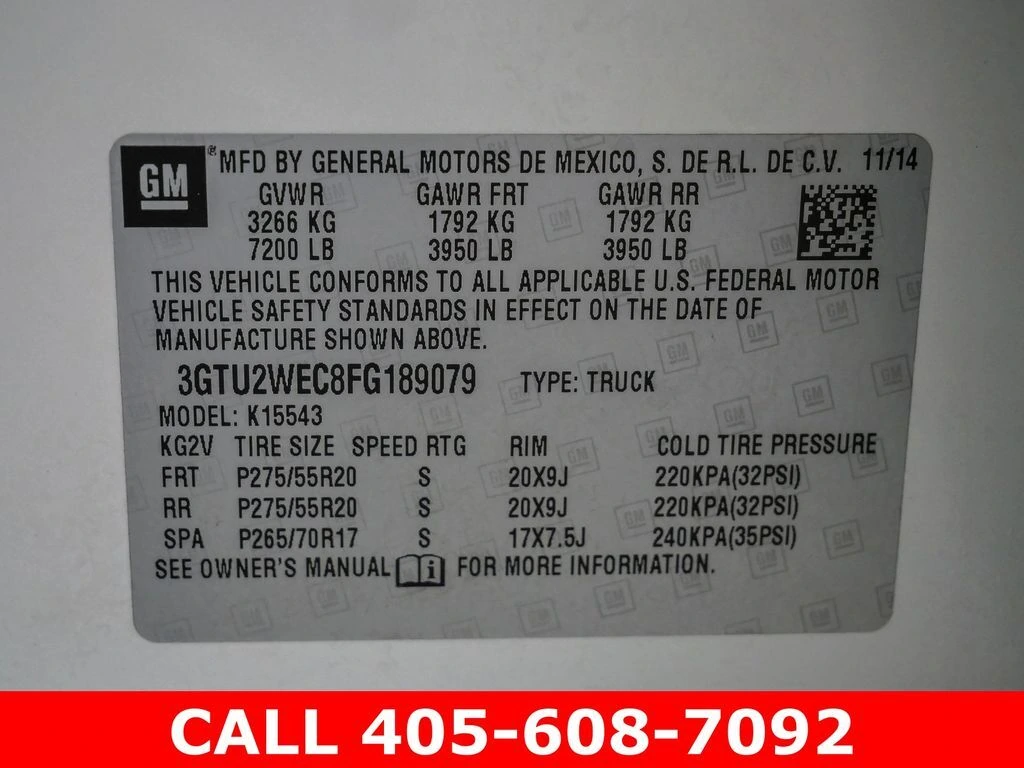 GM ® MFD BY GENERAL MOTORS DE MEXICO, S. DE R.L. DE C.V. 11/14
GVWR GAWR FRT GAWR RR
3266 KG 1792 KG 1792 KG
7200 LB 3950 LB 3950 LB
THIS VEHICLE CONFORMS TO ALL APPLICABLE U.S. FEDERAL MOTOR
VEHICLE SAFETY STANDARDS IN EFFECT ON THE DATE OF
MANUFACTURE SHOWN ABOVE.
3GTU2WEC8FG189079 TYPE: TRUCK
MODEL: K15543
KG2V TIRE SIZE SPEED RTG RIM COLD TIRE PRESSURE
FRT P275/55R20 S 20X9J 220KPA(32PSI)
RR P275/55R20 S 20X9J 220KPA(32PSI)
SPA P265/70R17 S 17X7.5J 240KPA(35PSI)
SEE OWNER'S MANUAL i FOR MORE INFORMATION.
CALL 405-608-7092